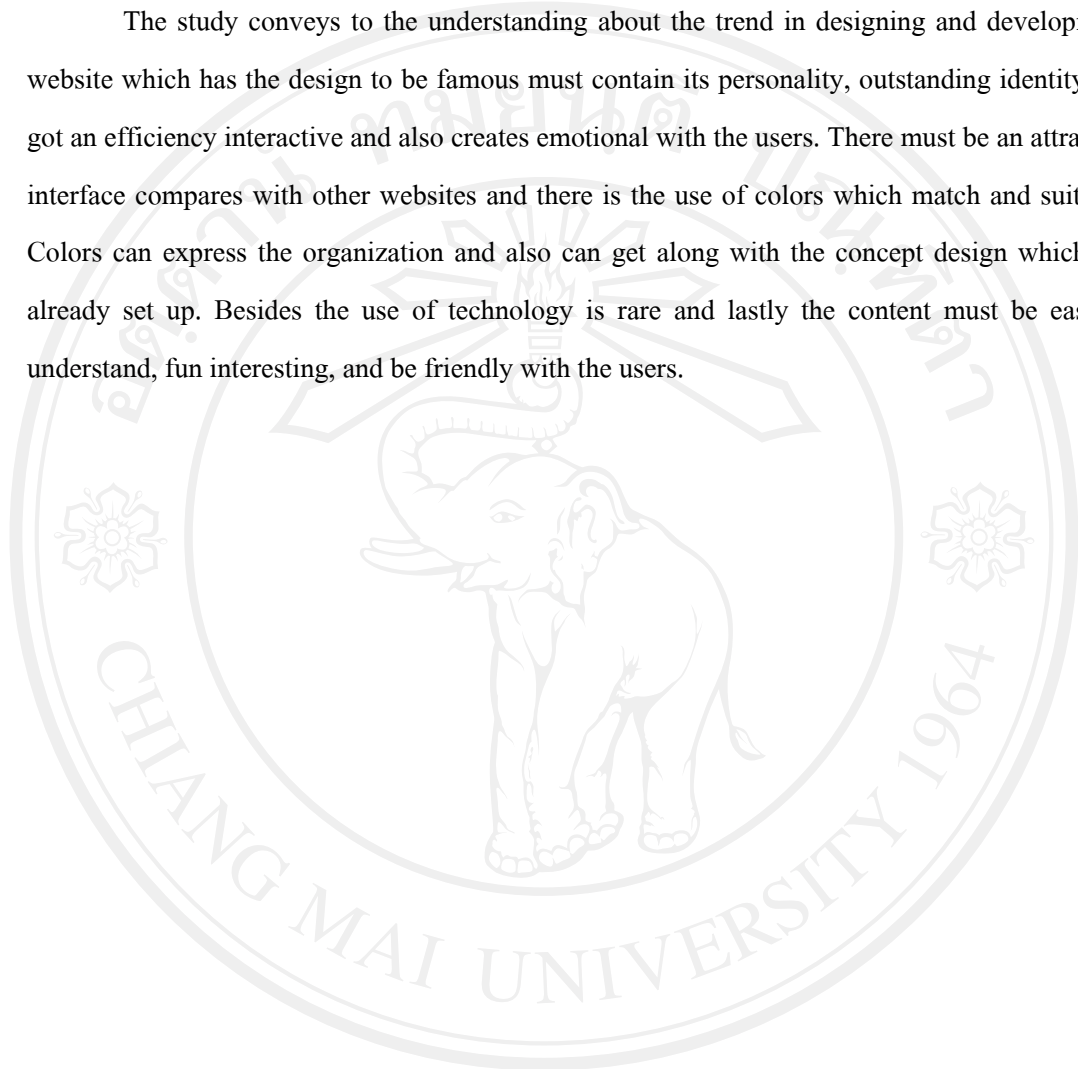 The study conveys to the understanding about the trend in designing and develop
website which has the design to be famous must contain its personality, outstanding identity
got an efficiency interactive and also creates emotional with the users. There must be an
interface compares with other websites and there is the use of colors which match and suit
Colors can express the organization and also can get along with the concept design which
already set up. Besides the use of technology is rare and lastly the content must be
understand, fun interesting, and be friendly with the users.
CHIANG MAI UNIVERSITY 1964